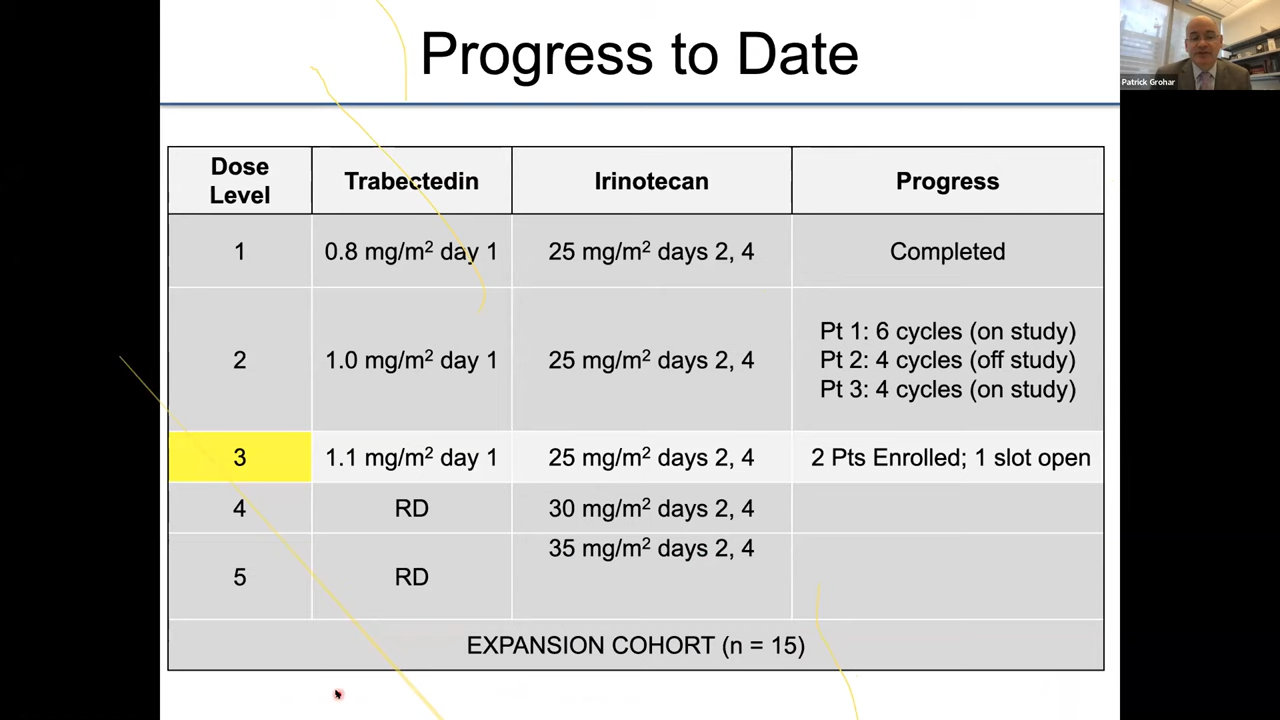 Progress to Date
Patrick Grohar
Dose Level
Trabectedin
Irinotecan
Progress
1
0.8 mg/m² day 1
25 mg/m² days 2, 4
Completed
2
1.0 mg/m² day 1
25 mg/m² days 2, 4
Pt 1: 6 cycles (on study)
Pt 2: 4 cycles (off study)
Pt 3: 4 cycles (on study)
3
1.1 mg/m² day 1
25 mg/m² days 2, 4
2 Pts Enrolled; 1 slot open
4
RD
30 mg/m² days 2, 4
5
RD
35 mg/m² days 2, 4
EXPANSION COHORT (n = 15)